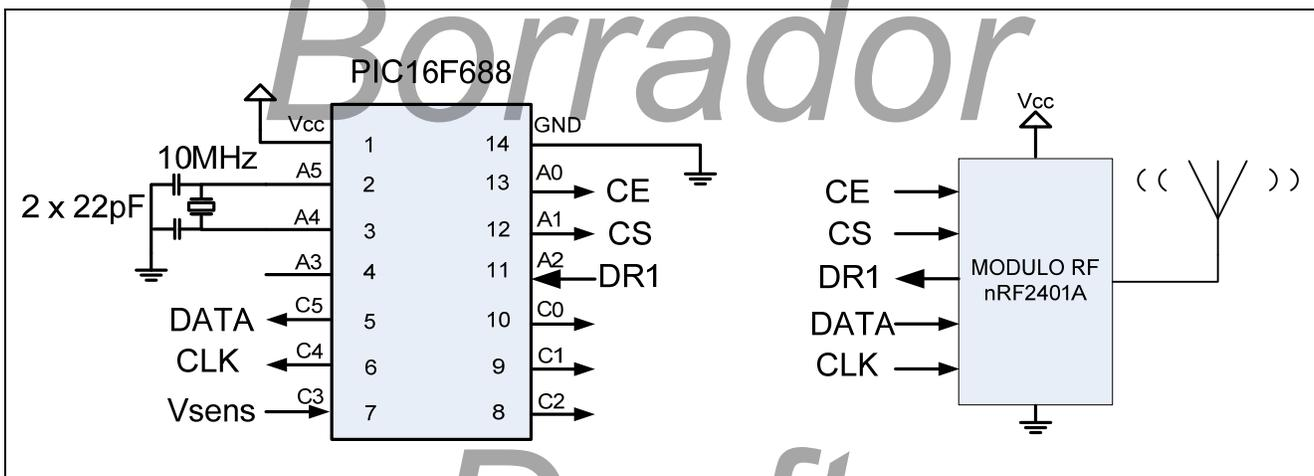 Borrador
PIC16F688
Vcc
1
14
GND
10MHz
A5
2
13
A0
CE
2 x 22pF
A4
3
12
A1
CS
A3
4
11
A2
DR1
DATA
C5
5
10
C0
CLK
C4
6
9
C1
Vsens
C3
7
8
C2
Vcc
CE
CS
DR1
DATA
CLK
MODULO RF
nRF2401A
(( ))